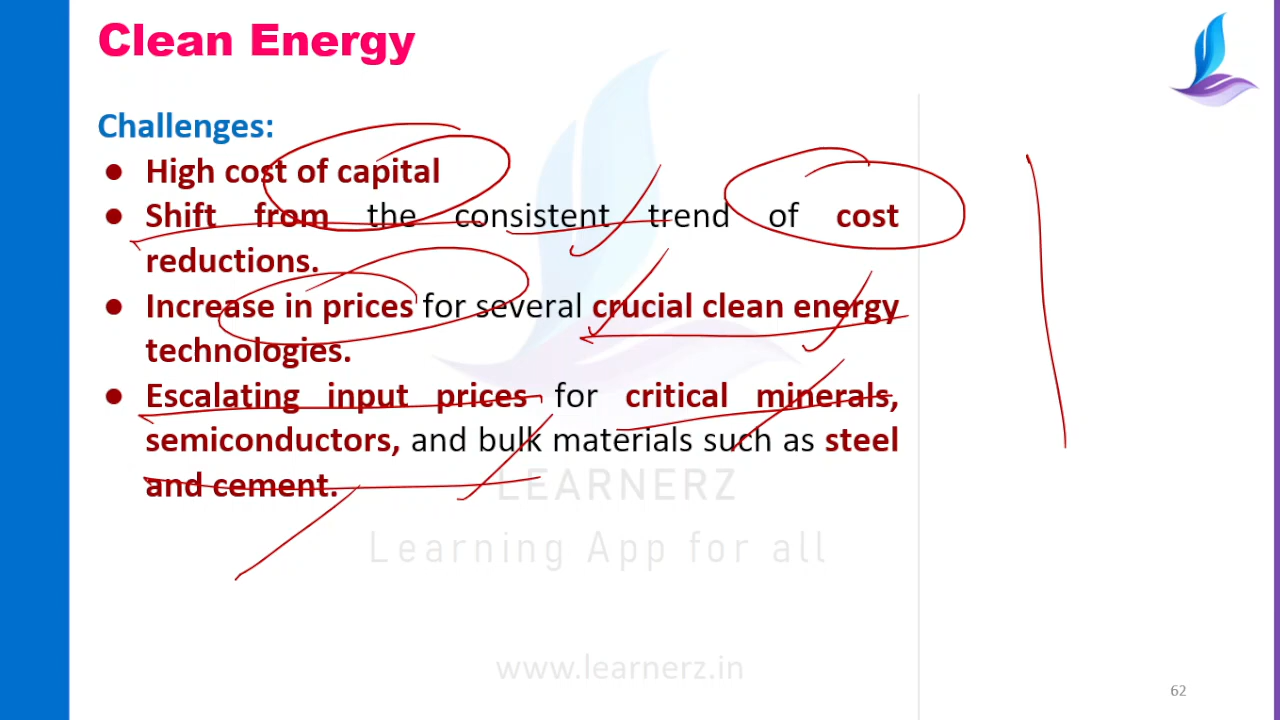 Clean Energy
Challenges:
● High cost of capital
● Shift from the consistent trend of cost
reductions.
● Increase in prices for several crucial clean energy
technologies.
● Escalating input prices for critical minerals,
semiconductors, and bulk materials such as steel
and cement.
LEARNERZ
Learning App for all
www.learnerz.in
62